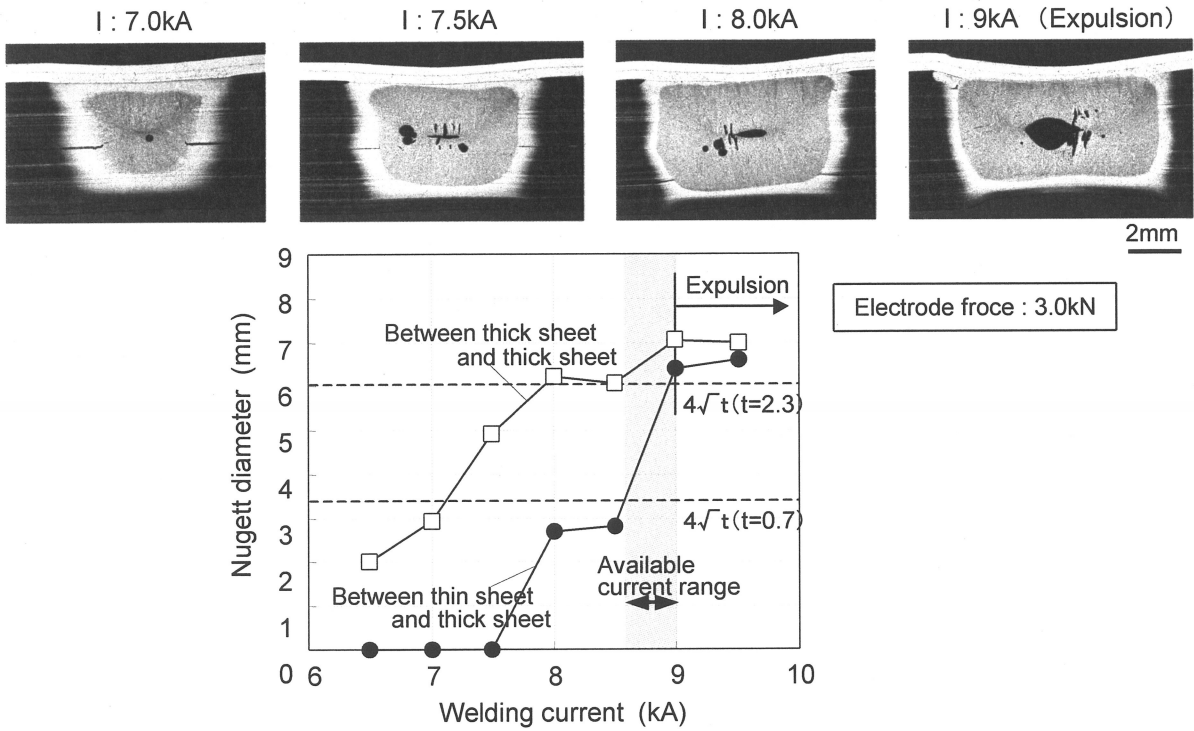 I : 7.0kA
I : 7.5kA
I : 8.0kA
I : 9kA (Expulsion)
2mm
Electrode froce : 3.0kN
Nugett diameter (mm)
9
8
7
6
5
4
3
2
1
0
Expulsion
Between thick sheet
and thick sheet
4√t(t=2.3)
4√t(t=0.7)
Available
current range
Between thin sheet
and thick sheet
6
7
8
9
10
Welding current (kA)